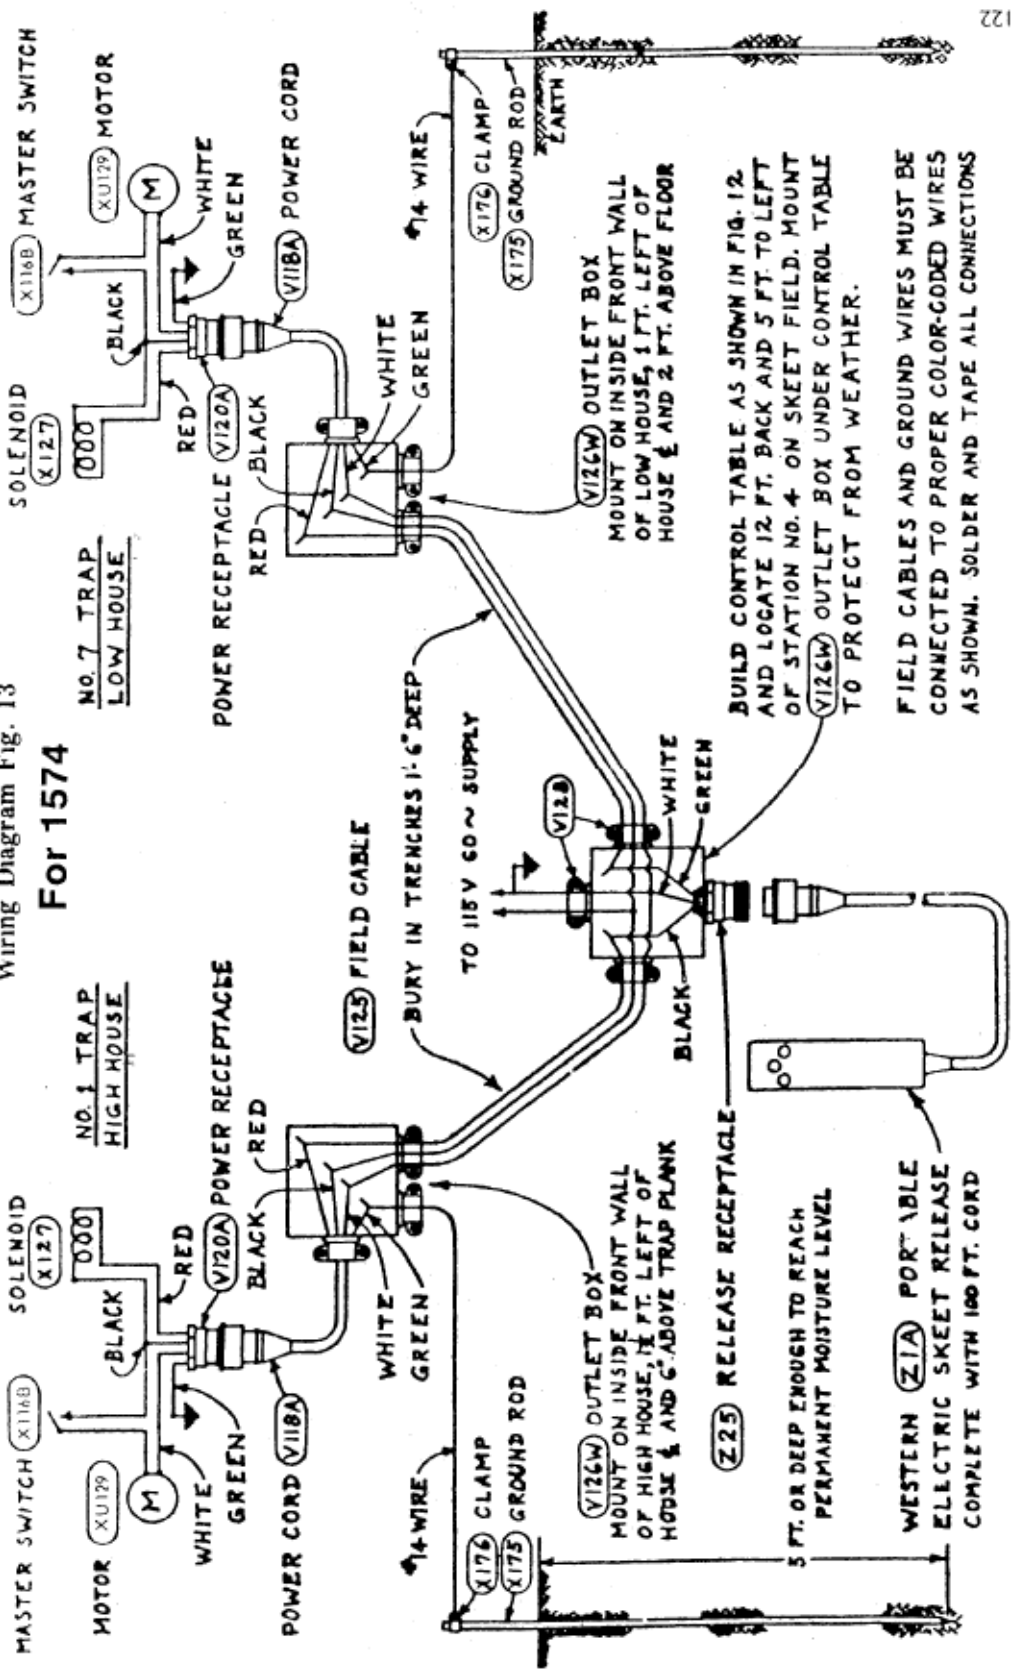 Wiring Diagram Fig. 13
For 1574
MASTER SWITCH X116B
SOLENOID
X127
MOTOR XU129
M
BLACK
RED
WHITE
GREEN
NO. 1 TRAP
HIGH HOUSE
V120A POWER RECEPTACLE
POWER CORD V118A
BLACK
RED
WHITE
GREEN
NO. 7 TRAP
LOW HOUSE
SOLENOID
X127
X116B MASTER SWITCH
XU129 MOTOR
M
BLACK
RED
WHITE
GREEN
POWER RECEPTACLE V120A
V118A POWER CORD
RED
BLACK
WHITE
GREEN
V125 FIELD CABLE
BURY IN TRENCHES 1'-6" DEEP
TO 115 V 60 ~ SUPPLY
#14 WIRE
#14 WIRE
X176 CLAMP
X175 GROUND ROD
X176 CLAMP
X175 GROUND ROD
EARTH
V126W OUTLET BOX
MOUNT ON INSIDE FRONT WALL
OF HIGH HOUSE, 1½ FT. LEFT OF
HOUSE ℄ AND 6" ABOVE TRAP PLANK
V126W OUTLET BOX
MOUNT ON INSIDE FRONT WALL
OF LOW HOUSE, 1 FT. LEFT OF
HOUSE ℄ AND 2 FT. ABOVE FLOOR
V128
WHITE
GREEN
BLACK
Z25 RELEASE RECEPTACLE
5 FT. OR DEEP ENOUGH TO REACH
PERMANENT MOISTURE LEVEL
WESTERN Z1A PORTABLE
ELECTRIC SKEET RELEASE
COMPLETE WITH 100 FT. CORD
BUILD CONTROL TABLE AS SHOWN IN FIG. 12
AND LOCATE 12 FT. BACK AND 5 FT. TO LEFT
OF STATION NO. 4 ON SKEET FIELD. MOUNT
V126W OUTLET BOX UNDER CONTROL TABLE
TO PROTECT FROM WEATHER.
FIELD CABLES AND GROUND WIRES MUST BE
CONNECTED TO PROPER COLOR-CODED WIRES
AS SHOWN. SOLDER AND TAPE ALL CONNECTIONS
122